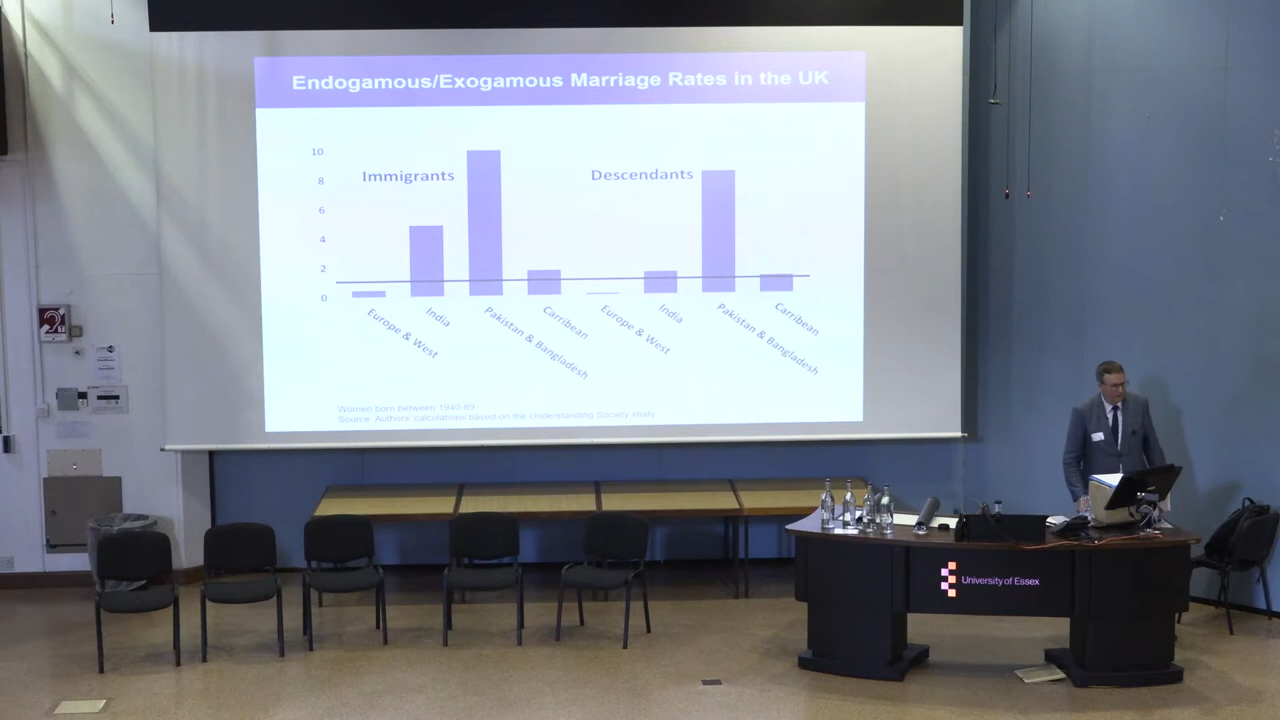 Endogamous/Exogamous Marriage Rates in the UK
10
8
6
4
2
0
Immigrants
Descendants
Europe & West
India
Pakistan & Bangladesh
Carribean
Europe & West
India
Pakistan & Bangladesh
Carribean
Women born between 1940-89
Source: Authors' calculations based on the Understanding Society study
University of Essex